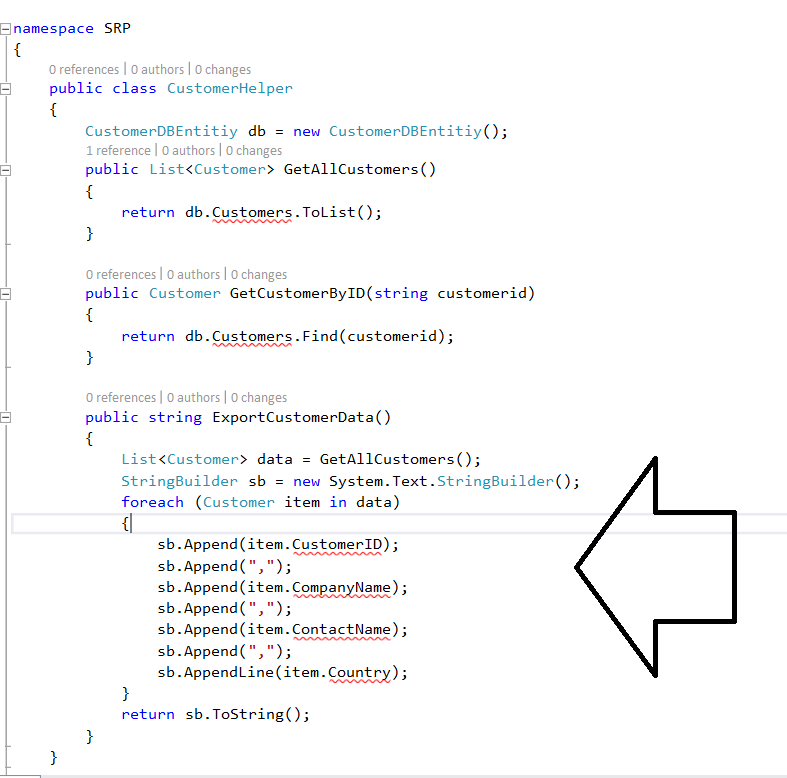 namespace SRP
{
0 references | 0 authors | 0 changes
public class CustomerHelper
{
CustomerDBEntitiy db = new CustomerDBEntitiy();
1 reference | 0 authors | 0 changes
public List<Customer> GetAllCustomers()
{
return db.Customers.ToList();
}
0 references | 0 authors | 0 changes
public Customer GetCustomerByID(string customerid)
{
return db.Customers.Find(customerid);
}
0 references | 0 authors | 0 changes
public string ExportCustomerData()
{
List<Customer> data = GetAllCustomers();
StringBuilder sb = new System.Text.StringBuilder();
foreach (Customer item in data)
{
sb.Append(item.CustomerID);
sb.Append(",");
sb.Append(item.CompanyName);
sb.Append(",");
sb.Append(item.ContactName);
sb.Append(",");
sb.AppendLine(item.Country);
}
return sb.ToString();
}
}